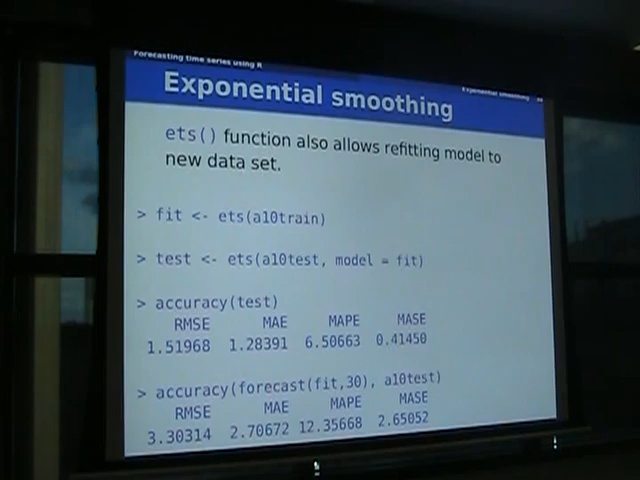 Forecasting time series using R
Exponential smoothing
Exponential smoothing
ets() function also allows refitting model to
new data set.
> fit <- ets(a10train)
> test <- ets(a10test, model = fit)
> accuracy(test)
RMSE MAE MAPE MASE
1.51968 1.28391 6.50663 0.41450
> accuracy(forecast(fit,30), a10test)
RMSE MAE MAPE MASE
3.30314 2.70672 12.35668 2.65052